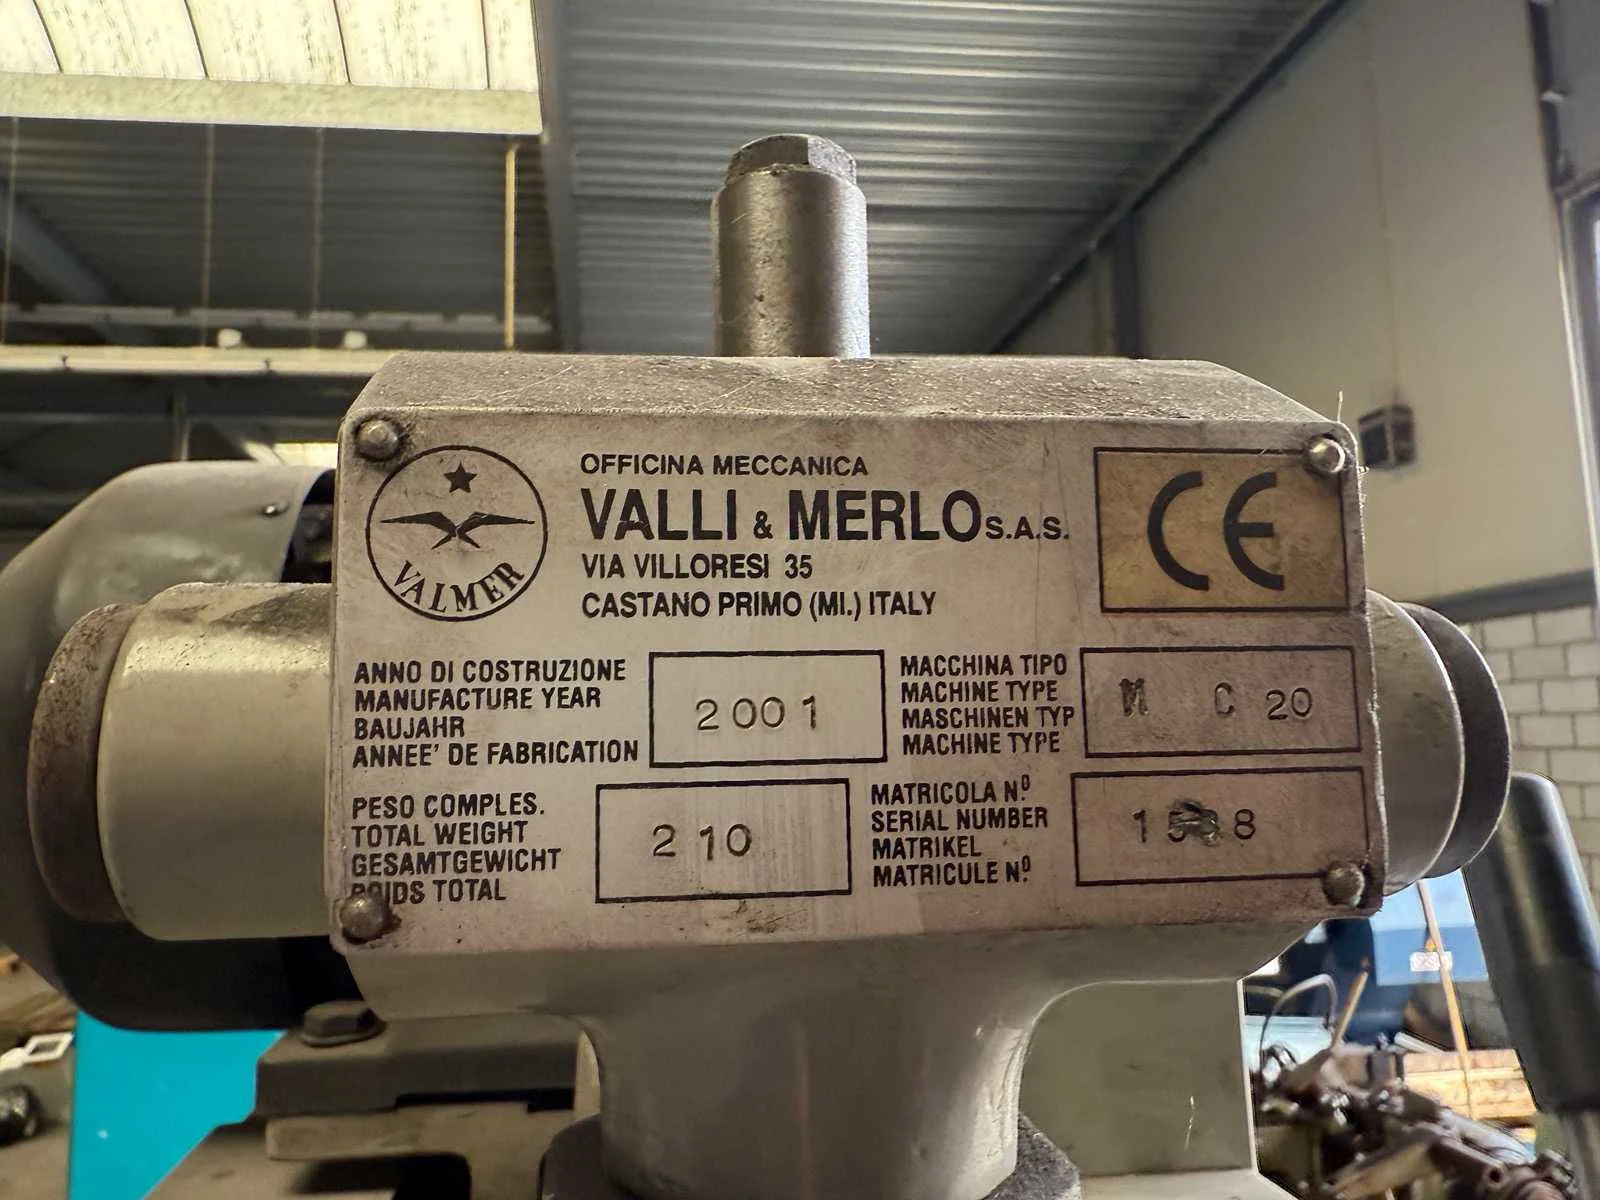 OFFICINA MECCANICA
VALLI & MERLO S.A.S.
VIA VILLORESI 35
CASTANO PRIMO (MI.) ITALY
VALMER
CE
ANNO DI COSTRUZIONE
MANUFACTURE YEAR
BAUJAHR
ANNEE' DE FABRICATION
2001
MACCHINA TIPO
MACHINE TYPE
MASCHINEN TYP
MACHINE TYPE
M C 20
PESO COMPLES.
TOTAL WEIGHT
GESAMTGEWICHT
POIDS TOTAL
210
MATRICOLA N.º
SERIAL NUMBER
MATRIKEL
MATRICULE N.º